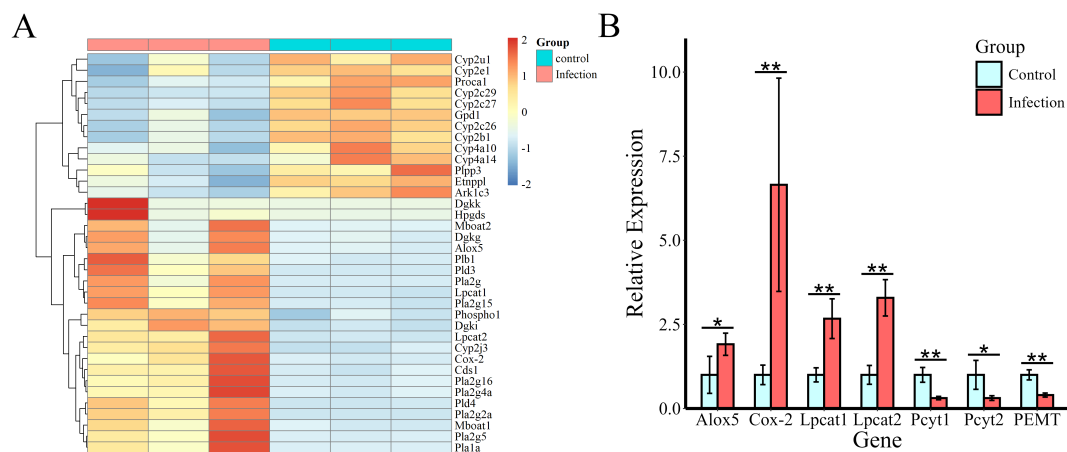 A
2
1
0
-1
-2
Group
control
Infection
Cyp2u1
Cyp2e1
Proca1
Cyp2c29
Cyp2c27
Gpd1
Cyp2c26
Cyp2b1
Cyp4a10
Cyp4a14
Plpp3
Etnppl
Ark1c3
Dgkk
Hpgds
Mboat2
Dgkg
Alox5
Plb1
Pld3
Pla2g
Lpcat1
Pla2g15
Phospho1
Dgki
Lpcat2
Cyp2j3
Cox-2
Cds1
Pla2g16
Pla2g4a
Pld4
Pla2g2a
Mboat1
Pla2g5
Pla1a
B
Group
Control
Infection
Relative Expression
10.0
7.5
5.0
2.5
0.0
* ** ** ** ** * **
Alox5 Cox-2 Lpcat1 Lpcat2 Pcyt1 Pcyt2 PEMT
Gene